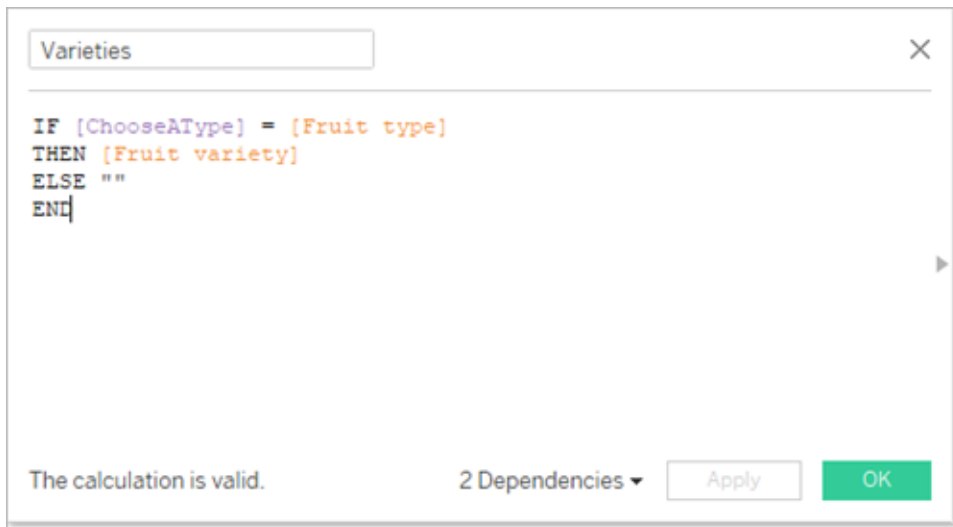 Varieties
IF [ChooseAType] = [Fruit type]
THEN [Fruit variety]
ELSE ""
END
The calculation is valid.
2 Dependencies
Apply
OK